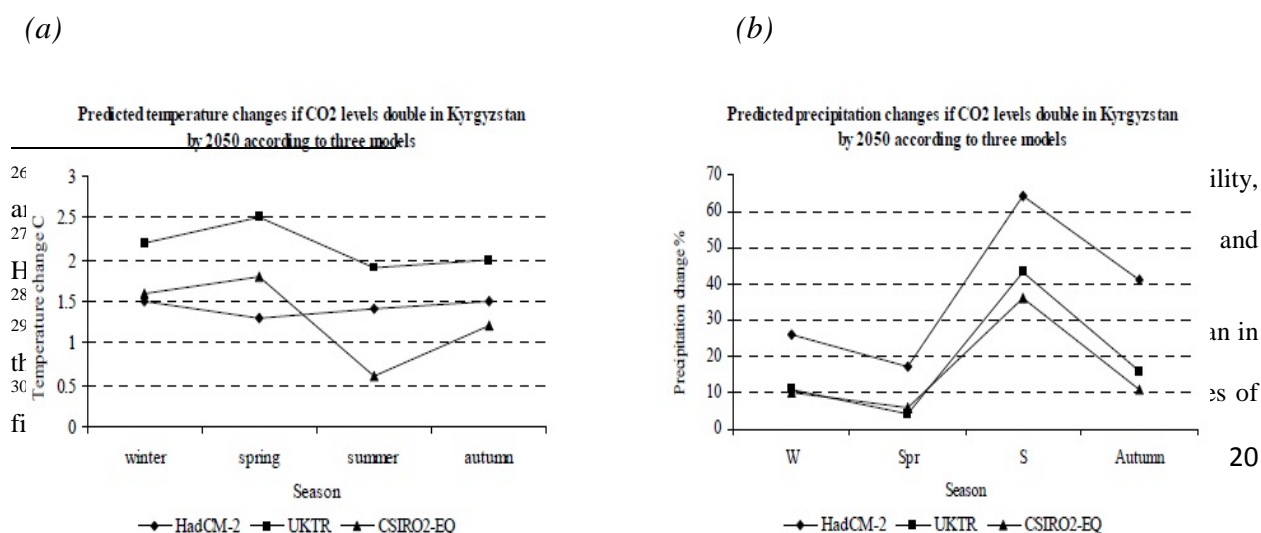 (a)
(b)
Predicted temperature changes if CO2 levels double in Kyrgyzstan
by 2050 according to three models
3
2.5
2
1.5
1
0.5
0
Temperature change C
winter spring summer autumn
Season
HadCM-2 UKTR CSIRO2-EQ
Predicted precipitation changes if CO2 levels double in Kyrgyzstan
by 2050 according to three models
70
60
50
40
30
20
10
0
Precipitation change %
W Spr S Autumn
Season
HadCM-2 UKTR CSIRO2-EQ
26
27
H
28
29
th
30
fi
ility,
and
an in
es of
20